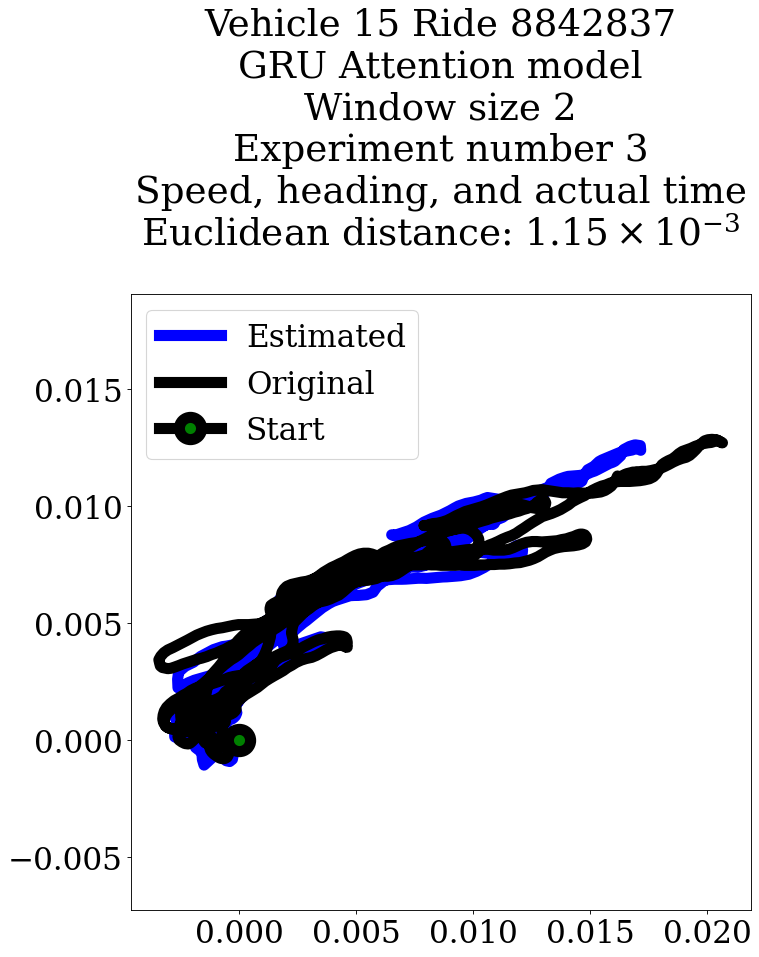 Vehicle 15 Ride 8842837
GRU Attention model
Window size 2
Experiment number 3
Speed, heading, and actual time
Euclidean distance: 1.15 × 10⁻³
Estimated
Original
Start
0.015
0.010
0.005
0.000
−0.005
0.000 0.005 0.010 0.015 0.020